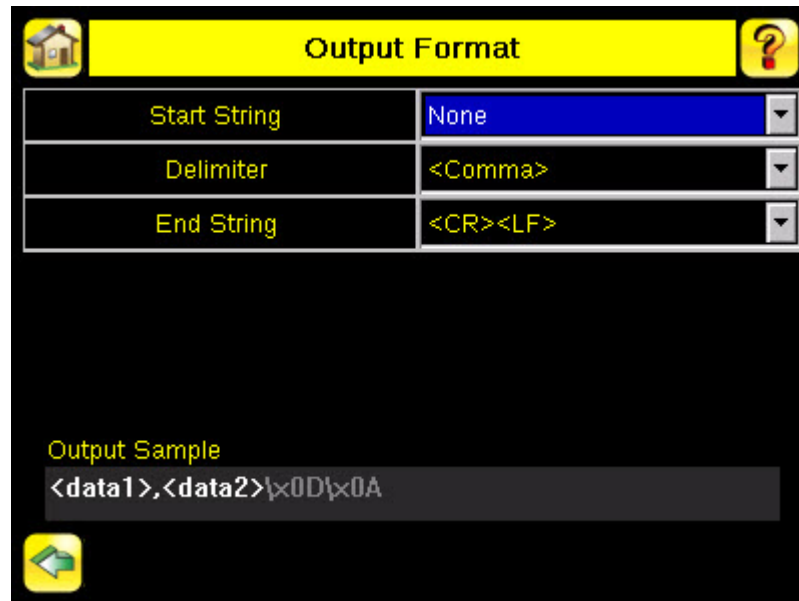 Output Format
Start String None
Delimiter <Comma>
End String <CR><LF>
Output Sample
<data1>,<data2>\x0D\x0A